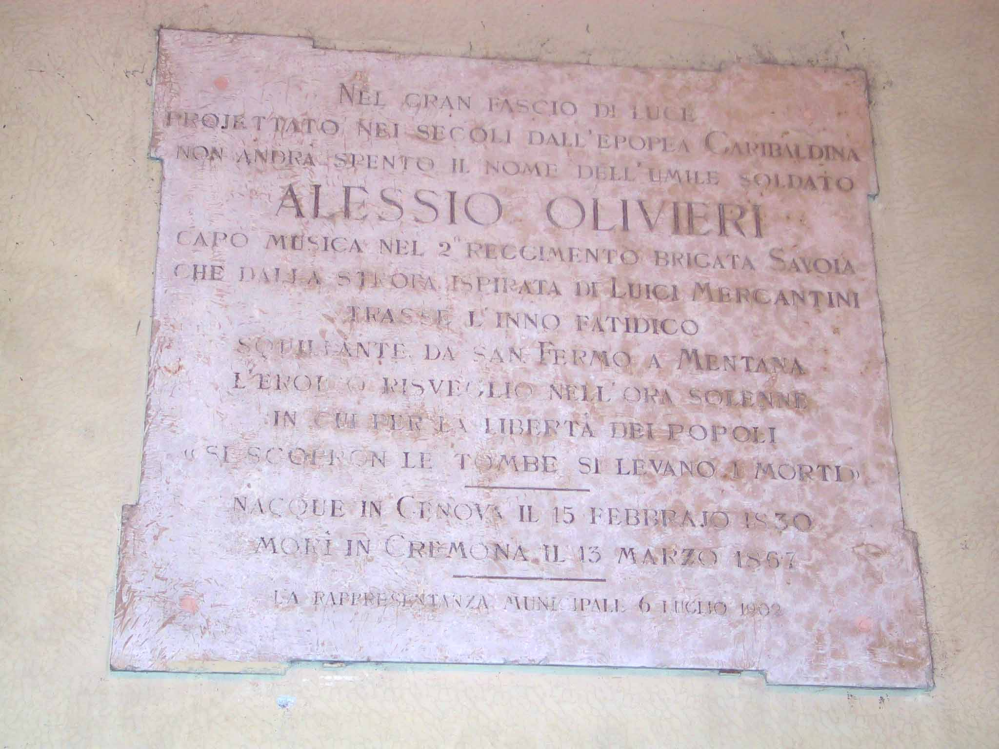 NEL GRAN FASCIO DI LUCE
PROJETTATO NEI SECOLI DALL'EPOPEA GARIBALDINA
NON ANDRÀ SPENTO IL NOME DELL'UMILE SOLDATO
ALESSIO OLIVIERI
CAPO MUSICA NEL 2° REGGIMENTO BRIGATA SAVOIA
CHE DALLA STROFA ISPIRATA DI LUIGI MERCANTINI
TRASSE L'INNO FATIDICO
SQUILLANTE DA SAN FERMO A MENTANA
L'EROICO RISVEGLIO NELL'ORA SOLENNE
IN CUI PER LA LIBERTÀ DEI POPOLI
«SI SCOPRON LE TOMBE SI LEVANO I MORTI»
NACQUE IN GENOVA IL 15 FEBBRAJO 1830
MORÌ IN CREMONA IL 13 MARZO 1867
LA RAPPRESENTANZA MUNICIPALE 6 LUGLIO 1902